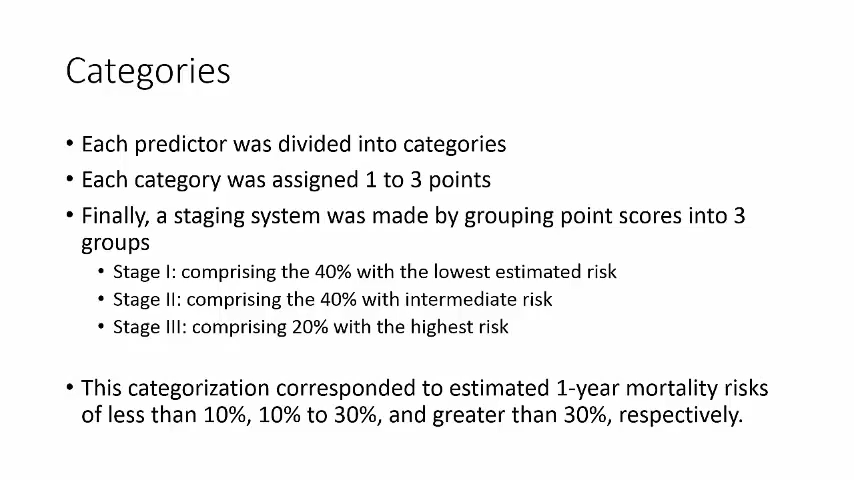 Categories
• Each predictor was divided into categories
• Each category was assigned 1 to 3 points
• Finally, a staging system was made by grouping point scores into 3
groups
• Stage I: comprising the 40% with the lowest estimated risk
• Stage II: comprising the 40% with intermediate risk
• Stage III: comprising 20% with the highest risk
• This categorization corresponded to estimated 1-year mortality risks
of less than 10%, 10% to 30%, and greater than 30%, respectively.